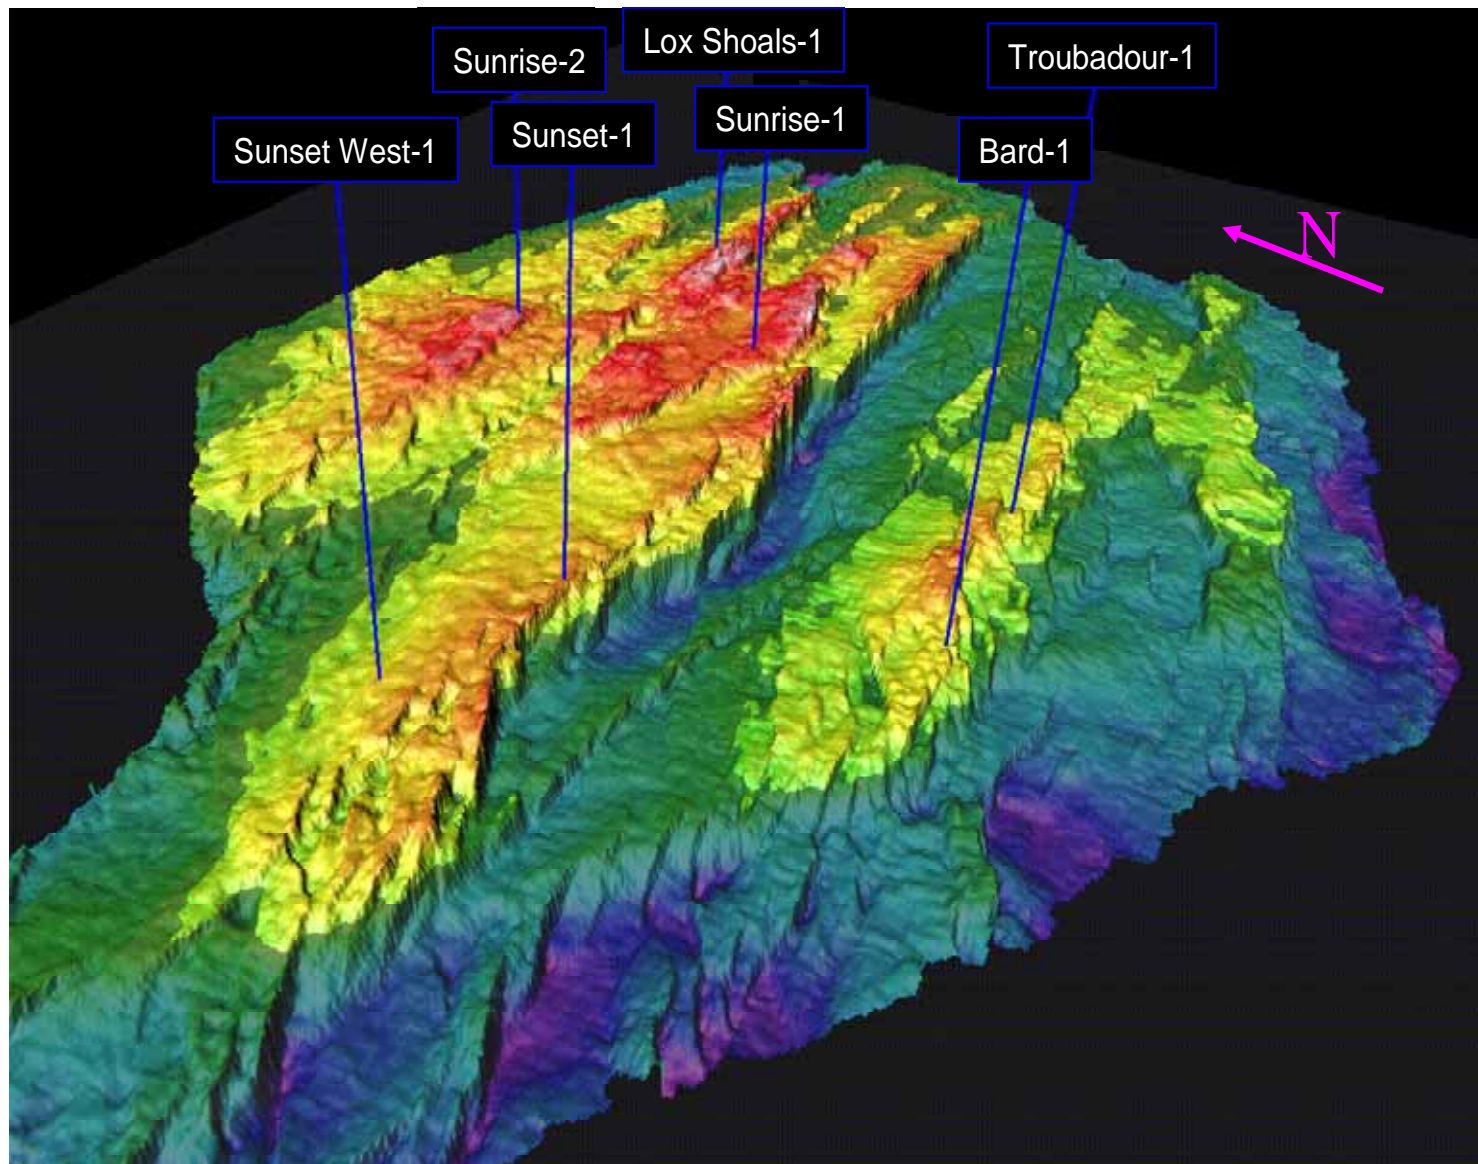 Lox Shoals-1
Sunrise-2
Troubadour-1
Sunset-1
Sunrise-1
Sunset West-1
Bard-1
N